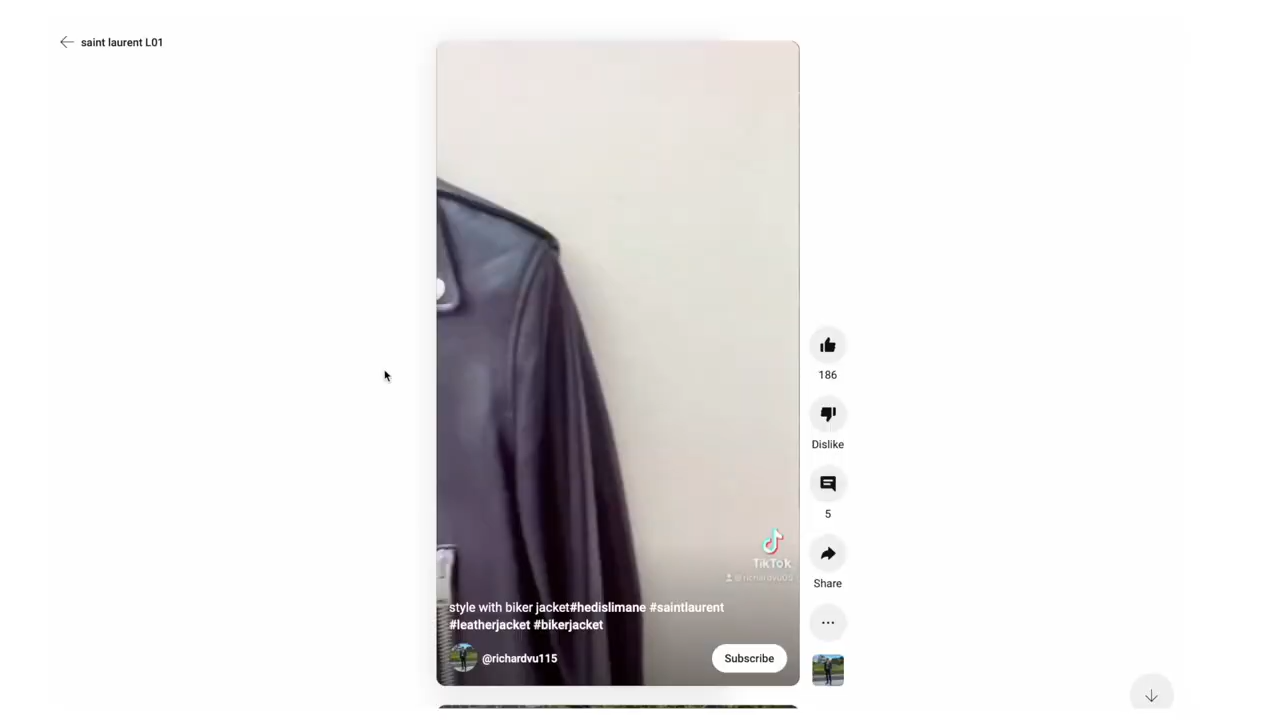 saint laurent L01
186
Dislike
5
TikTok
Share
style with biker jacket#hedislimane #saintlaurent
#leatherjacket #bikerjacket
@richardvu115
Subscribe